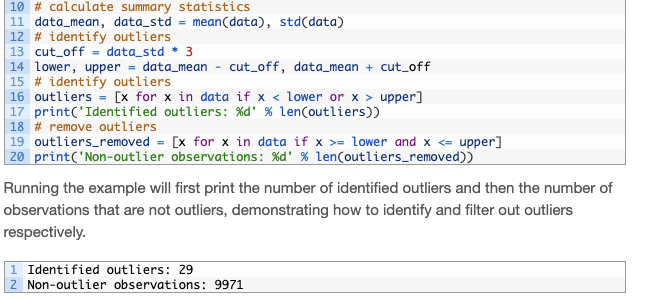 10 # calculate summary statistics
11 data_mean, data_std = mean(data), std(data)
12 # identify outliers
13 cut_off = data_std * 3
14 lower, upper = data_mean - cut_off, data_mean + cut_off
15 # identify outliers
16 outliers = [x for x in data if x < lower or x > upper]
17 print('Identified outliers: %d' % len(outliers))
18 # remove outliers
19 outliers_removed = [x for x in data if x >= lower and x <= upper]
20 print('Non-outlier observations: %d' % len(outliers_removed))
Running the example will first print the number of identified outliers and then the number of
observations that are not outliers, demonstrating how to identify and filter out outliers
respectively.
1 Identified outliers: 29
2 Non-outlier observations: 9971